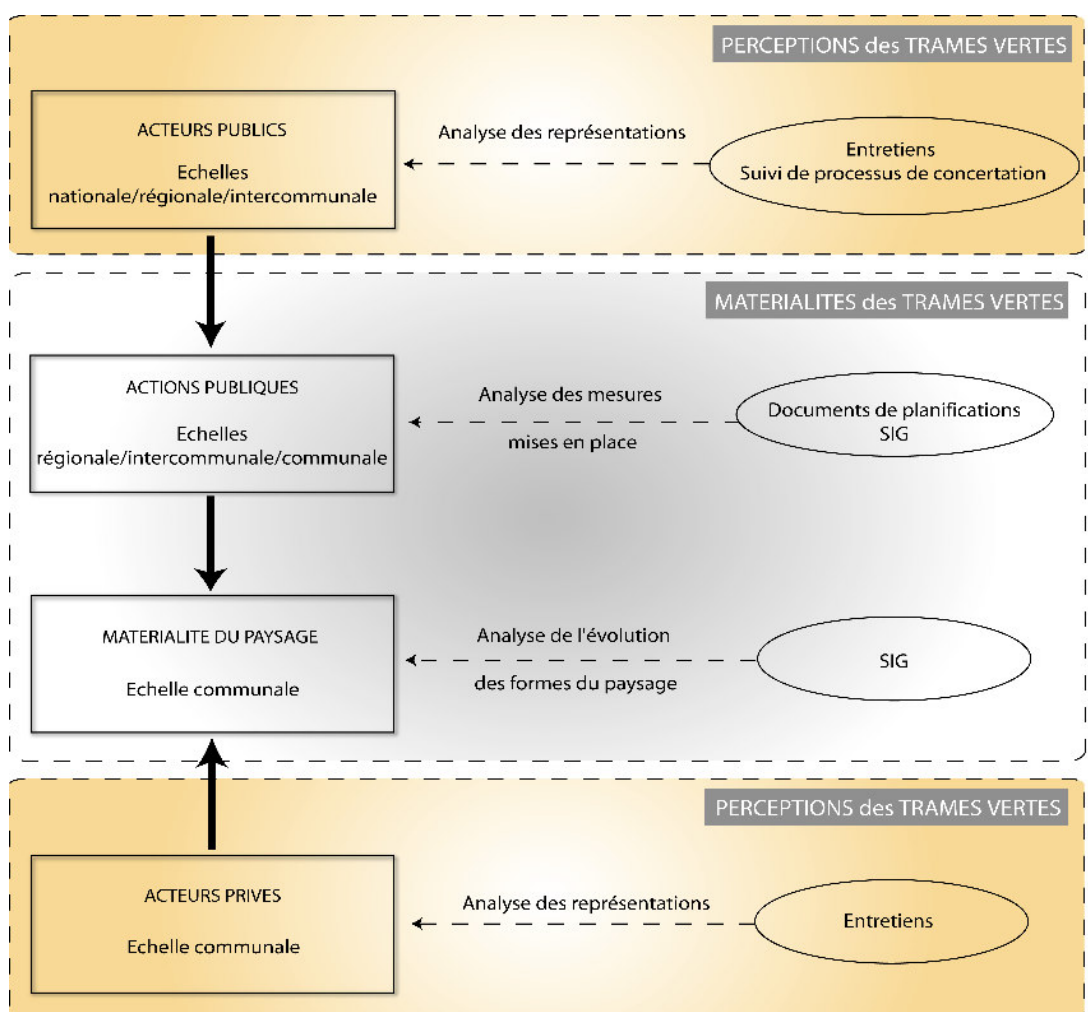 PERCEPTIONS des TRAMES VERTES
ACTEURS PUBLICS
Echelles
nationale/régionale/intercommunale
Analyse des représentations
Entretiens
Suivi de processus de concertation
MATERIALITES des TRAMES VERTES
ACTIONS PUBLIQUES
Echelles
régionale/intercommunale/communale
Analyse des mesures
mises en place
Documents de planifications
SIG
MATERIALITE DU PAYSAGE
Echelle communale
Analyse de l'évolution
des formes du paysage
SIG
PERCEPTIONS des TRAMES VERTES
ACTEURS PRIVES
Echelle communale
Analyse des représentations
Entretiens